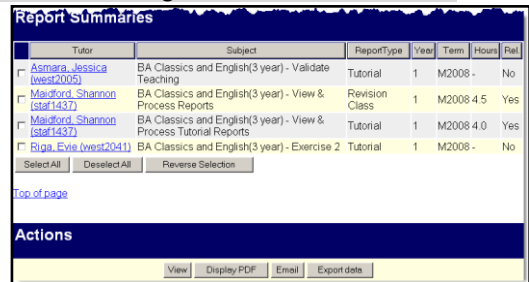 Report Summaries
Tutor Subject ReportType Year Term Hours Rel.
Asmara, Jessica (west2005) BA Classics and English(3 year) - Validate Teaching Tutorial 1 M2008 - No
Maidford, Shannon (staf1437) BA Classics and English(3 year) - View & Process Reports Revision Class 1 M2008 4.5 Yes
Maidford, Shannon (staf1437) BA Classics and English(3 year) - View & Process Tutorial Reports Tutorial 1 M2008 4.0 Yes
Riga, Evie (west2041) BA Classics and English(3 year) - Exercise 2 Tutorial 1 M2008 - No
Select All Deselect All Reverse Selection
Top of page
Actions
View Display PDF Email Export data